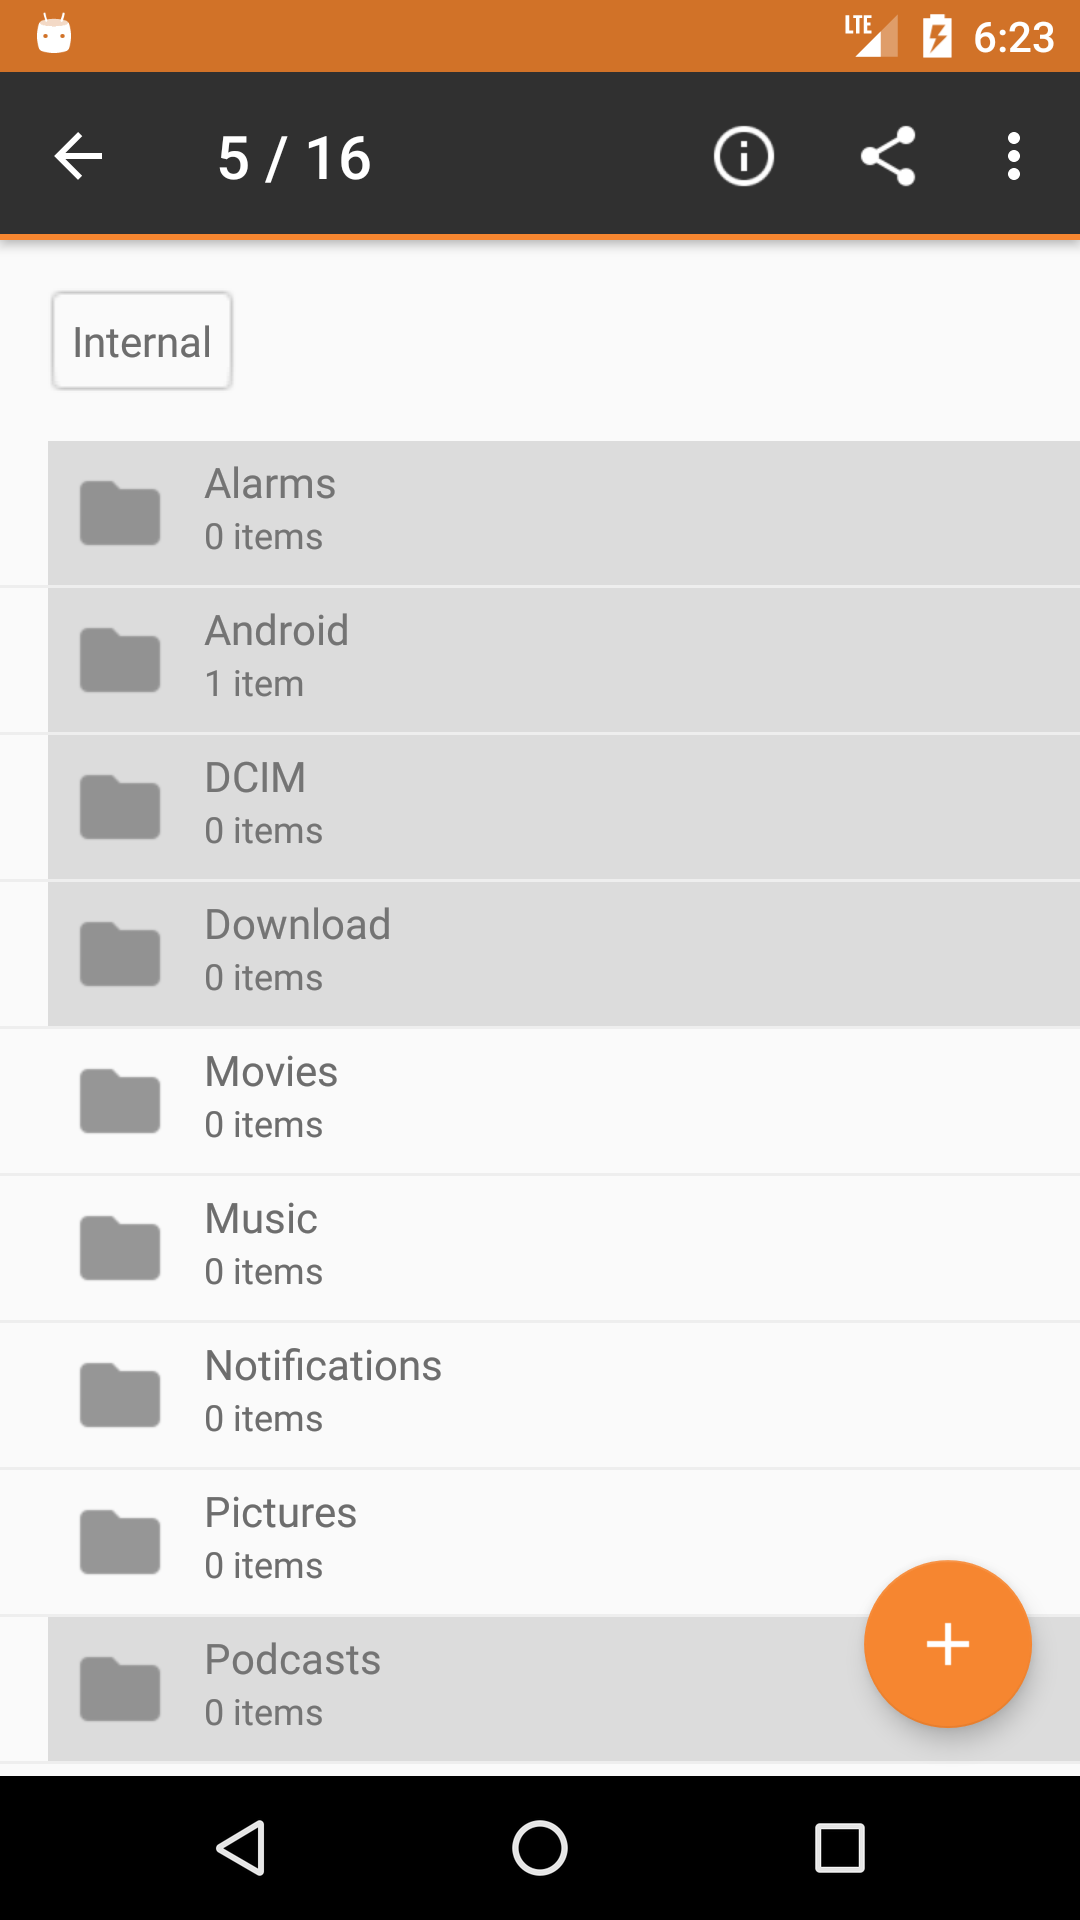 LTE 6:23
5 / 16
Internal
Alarms
0 items
Android
1 item
DCIM
0 items
Download
0 items
Movies
0 items
Music
0 items
Notifications
0 items
Pictures
0 items
Podcasts
0 items